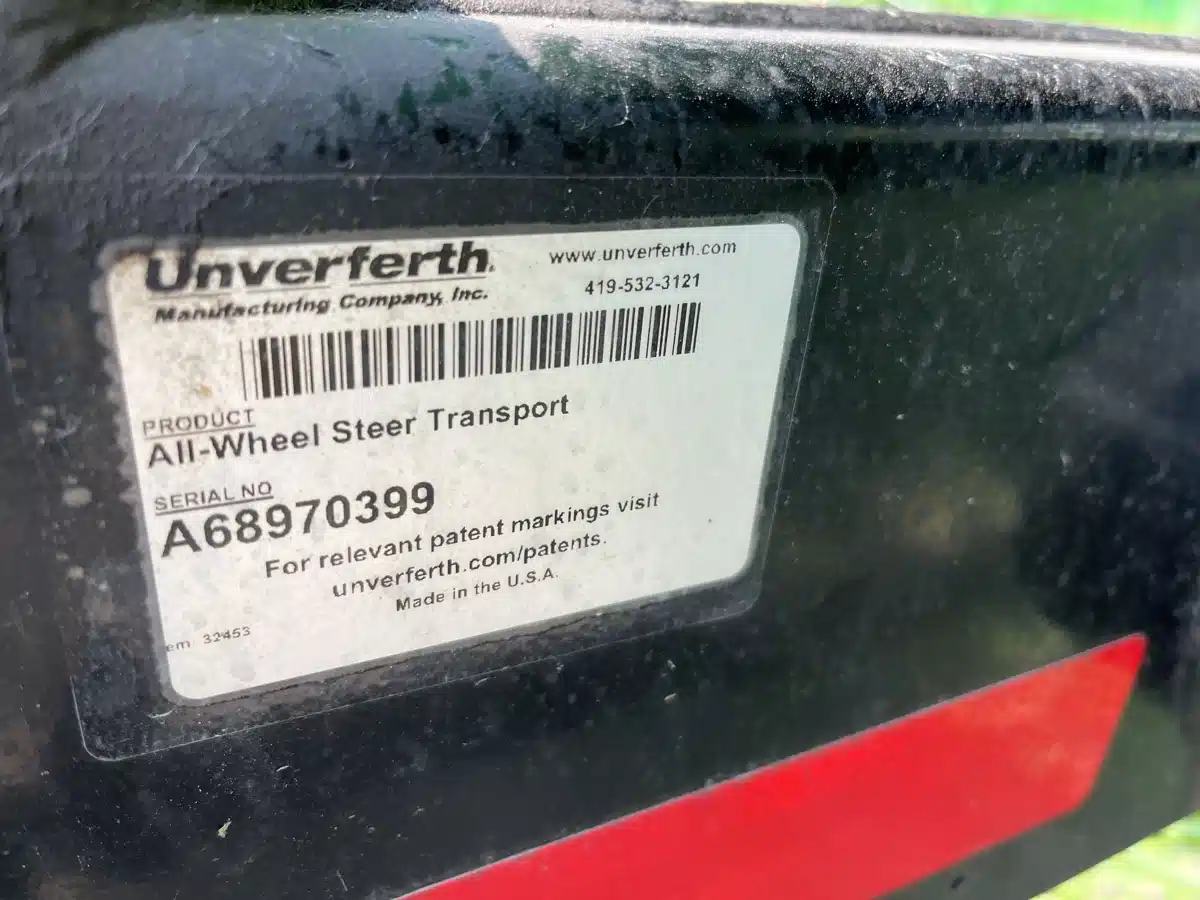 Unverferth
Manufacturing Company, Inc.
www.unverferth.com
419-532-3121
PRODUCT
All-Wheel Steer Transport
SERIAL NO
A68970399
For relevant patent markings visit
unverferth.com/patents.
Made in the U.S.A.
em 32453